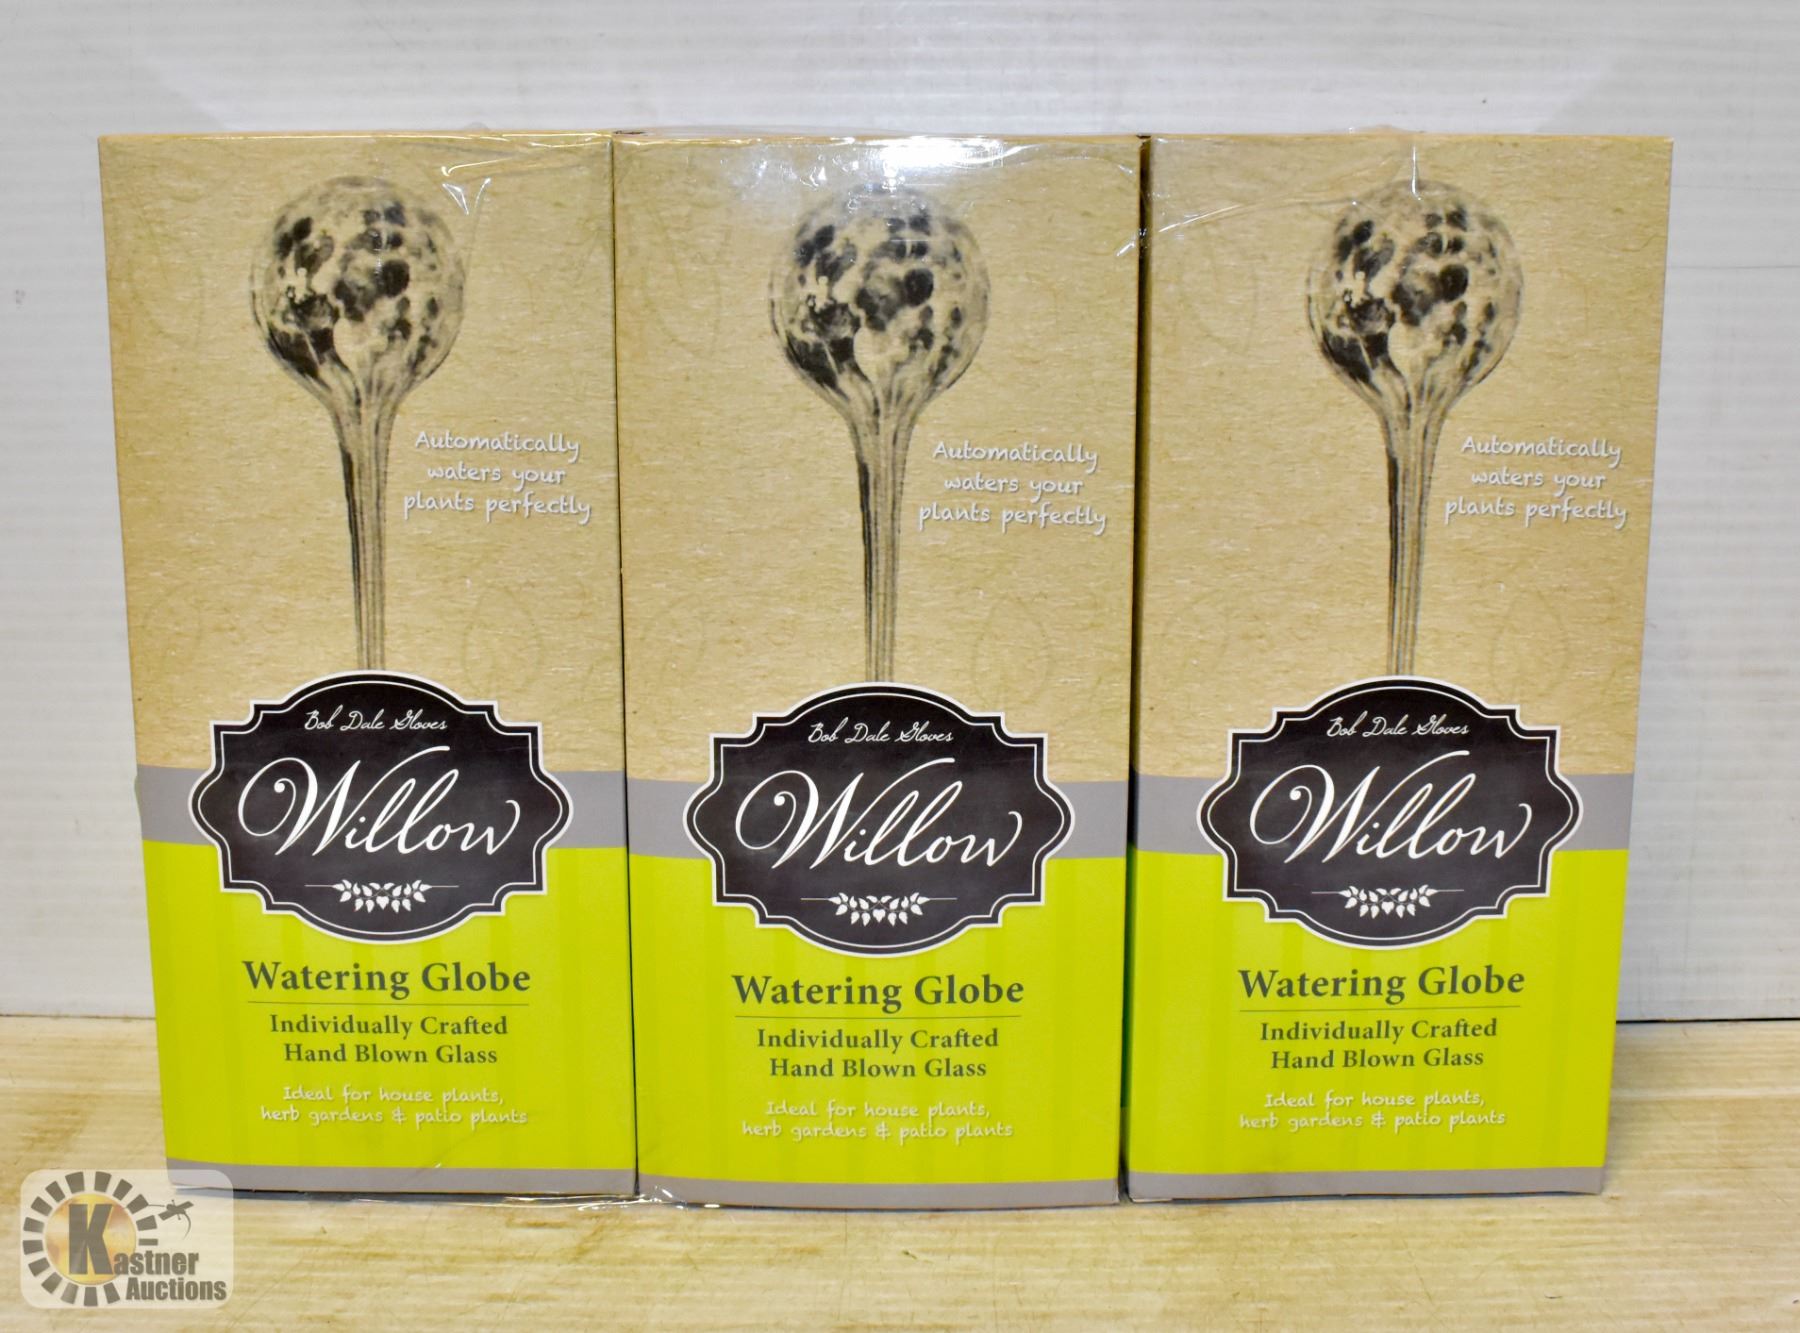 Automatically
waters your
plants perfectly
Bob Dale Gloves
Willow
Watering Globe
Individually Crafted
Hand Blown Glass
Ideal for house plants,
herb gardens & patio plants
Automatically
waters your
plants perfectly
Bob Dale Gloves
Willow
Watering Globe
Individually Crafted
Hand Blown Glass
Ideal for house plants,
herb gardens & patio plants
Automatically
waters your
plants perfectly
Bob Dale Gloves
Willow
Watering Globe
Individually Crafted
Hand Blown Glass
Ideal for house plants,
herb gardens & patio plants
Kastner
Auctions